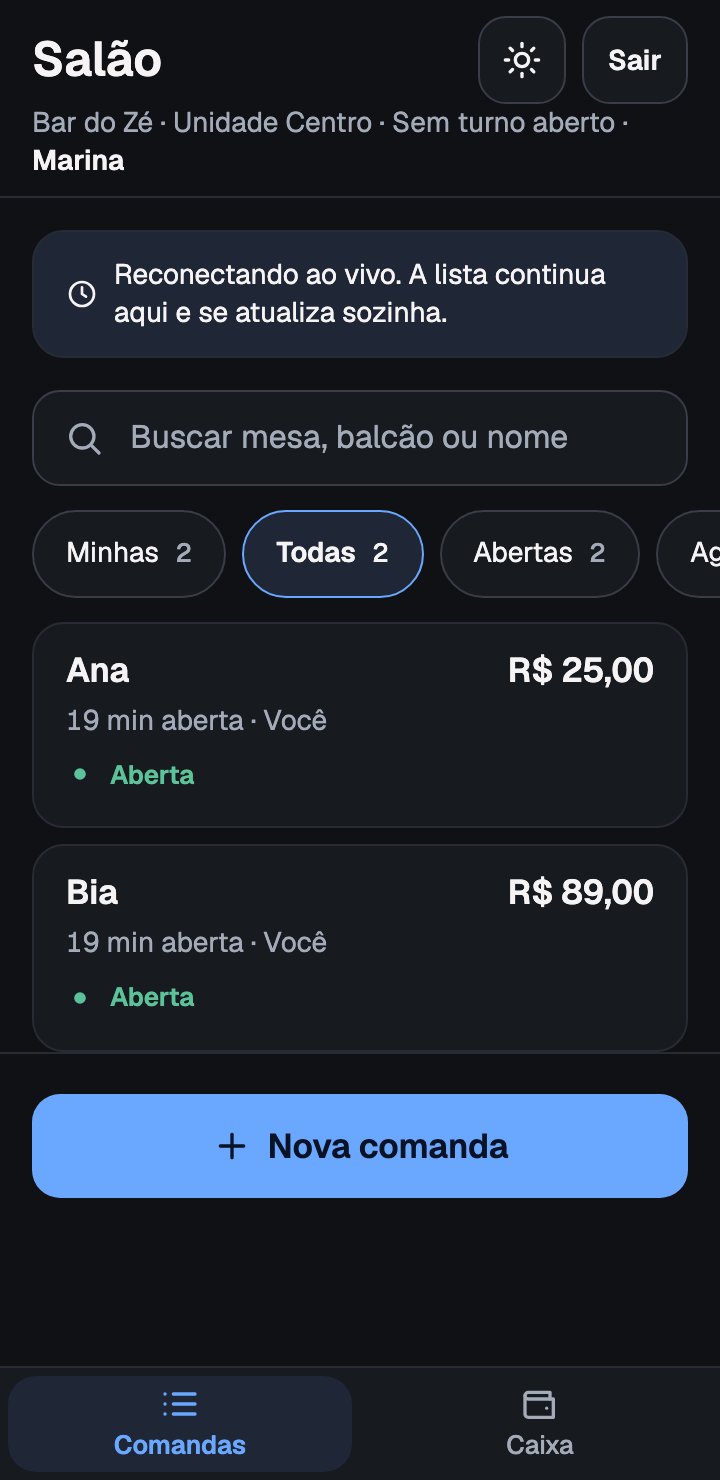 Salão
Sair
Bar do Zé · Unidade Centro · Sem turno aberto ·
Marina
Reconectando ao vivo. A lista continua
aqui e se atualiza sozinha.
Buscar mesa, balcão ou nome
Minhas 2 Todas 2 Abertas 2 Ag
Ana R$ 25,00
19 min aberta · Você
Aberta
Bia R$ 89,00
19 min aberta · Você
Aberta
Nova comanda
Comandas Caixa